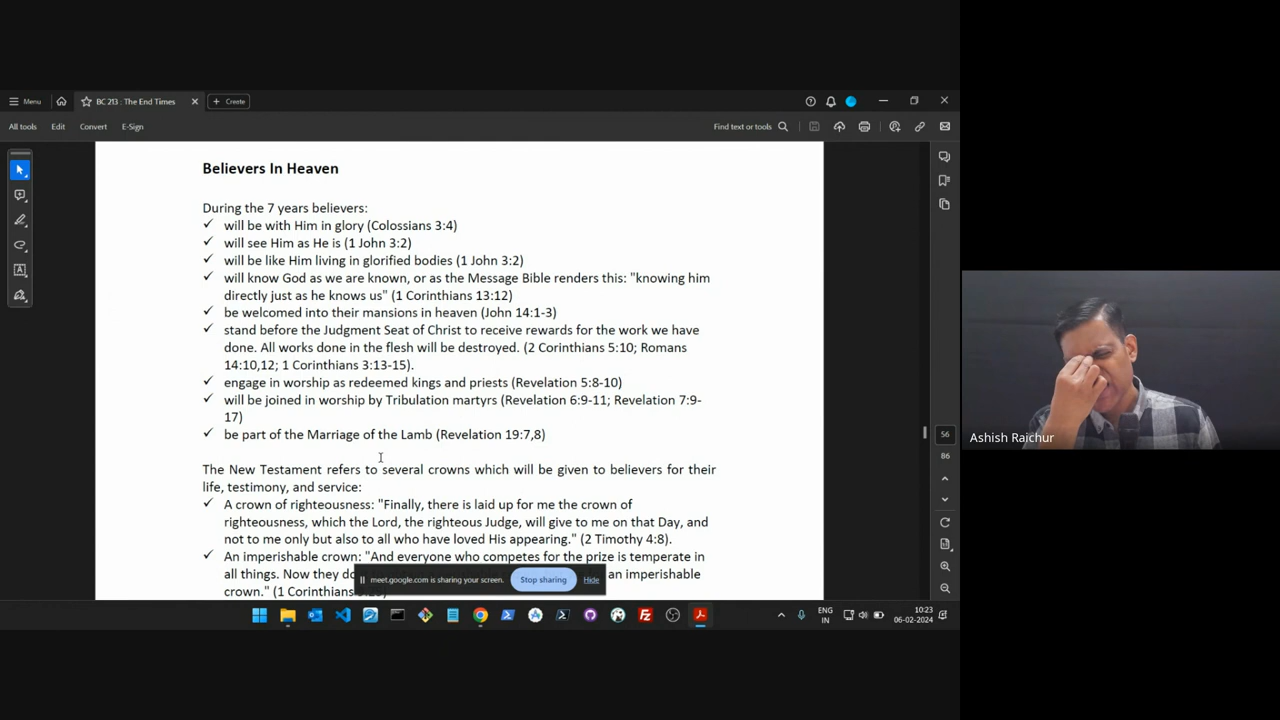 Menu
BC 213 : The End Times
Create
All tools
Edit
Convert
E-Sign
Find text or tools
Believers In Heaven
During the 7 years believers:
✓ will be with Him in glory (Colossians 3:4)
✓ will see Him as He is (1 John 3:2)
✓ will be like Him living in glorified bodies (1 John 3:2)
✓ will know God as we are known, or as the Message Bible renders this: "knowing him
directly just as he knows us" (1 Corinthians 13:12)
✓ be welcomed into their mansions in heaven (John 14:1-3)
✓ stand before the Judgment Seat of Christ to receive rewards for the work we have
done. All works done in the flesh will be destroyed. (2 Corinthians 5:10; Romans
14:10,12; 1 Corinthians 3:13-15).
✓ engage in worship as redeemed kings and priests (Revelation 5:8-10)
✓ will be joined in worship by Tribulation martyrs (Revelation 6:9-11; Revelation 7:9-
17)
✓ be part of the Marriage of the Lamb (Revelation 19:7,8)
The New Testament refers to several crowns which will be given to believers for their
life, testimony, and service:
✓ A crown of righteousness: "Finally, there is laid up for me the crown of
righteousness, which the Lord, the righteous Judge, will give to me on that Day, and
not to me only but also to all who have loved His appearing." (2 Timothy 4:8).
✓ An imperishable crown: "And everyone who competes for the prize is temperate in
all things. Now they do an imperishable
crown." (1 Corinthians
meet.google.com is sharing your screen.
Stop sharing
Hide
56
86
ENG
IN
10:23
06-02-2024
Ashish Raichur